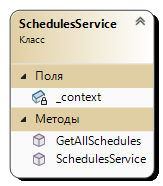 SchedulesService
Класс
Поля
_context
Методы
GetAllSchedules
SchedulesService